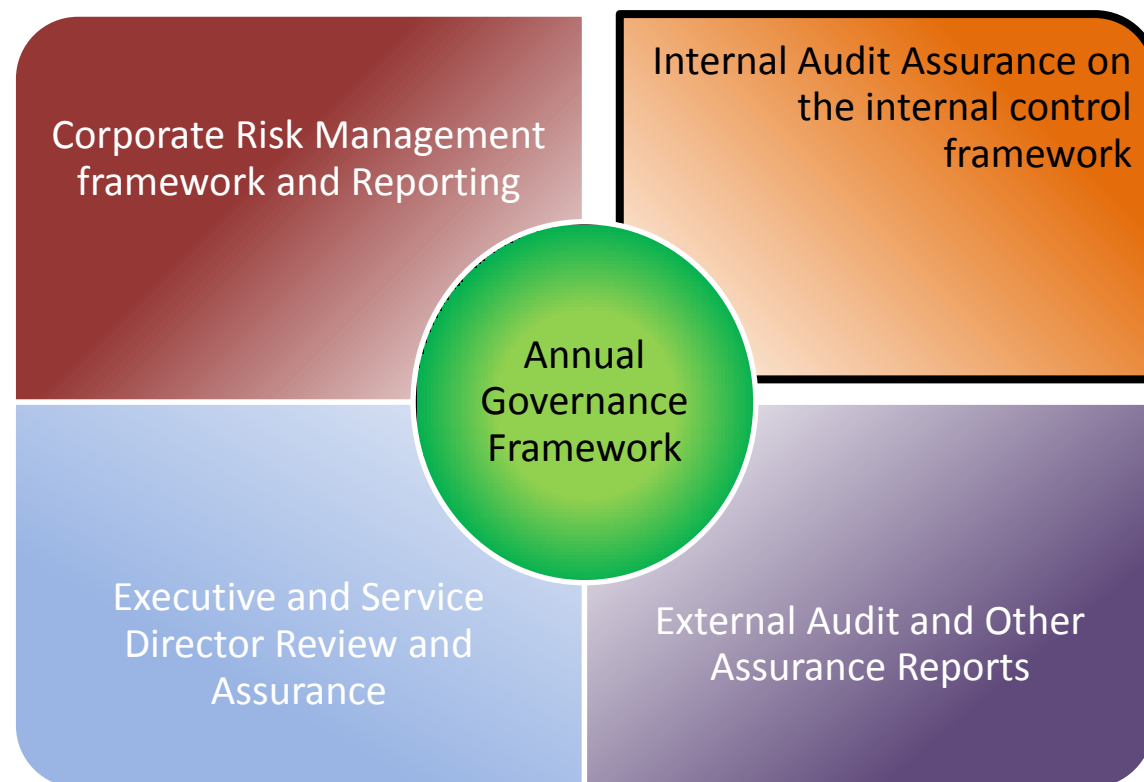 Corporate Risk Management
framework and Reporting
Internal Audit Assurance on
the internal control
framework
Annual
Governance
Framework
Executive and Service
Director Review and
Assurance
External Audit and Other
Assurance Reports